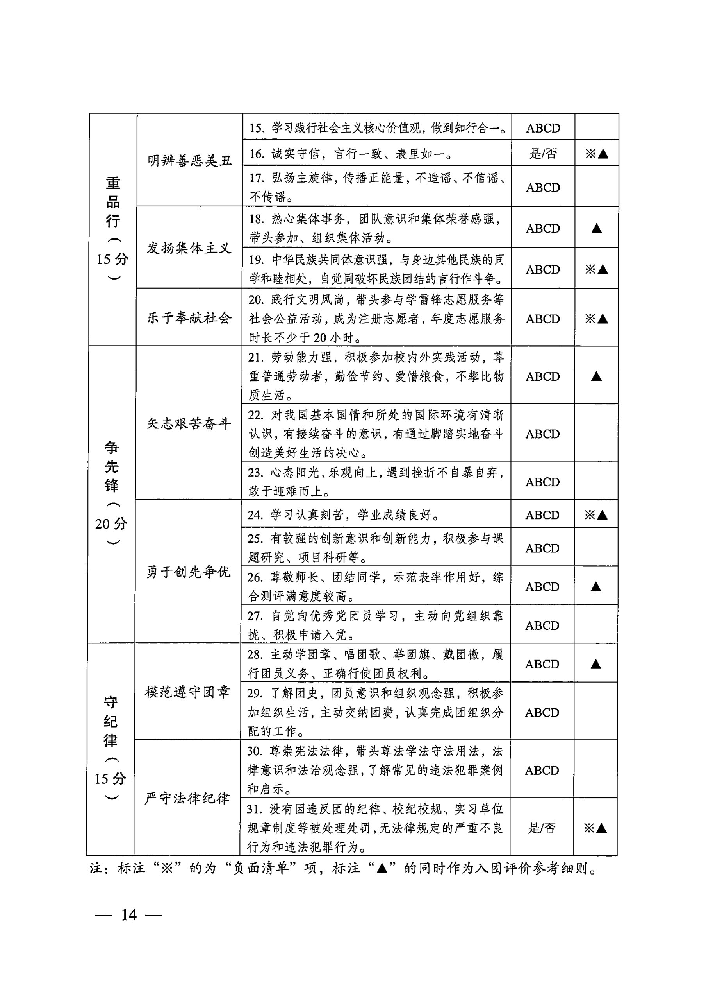 重品行（15分）
明辨善恶美丑
15. 学习践行社会主义核心价值观，做到知行合一。
ABCD
16. 诚实守信，言行一致、表里如一。
是/否
※▲
17. 弘扬主旋律，传播正能量，不造谣、不信谣、
不传谣。
ABCD
发扬集体主义
18. 热心集体事务，团队意识和集体荣誉感强，
带头参加、组织集体活动。
ABCD
▲
19. 中华民族共同体意识强，与身边其他民族的同
学和睦相处，自觉同破坏民族团结的言行作斗争。
ABCD
※▲
乐于奉献社会
20. 践行文明风尚，带头参与学雷锋志愿服务等
社会公益活动，成为注册志愿者，年度志愿服务
时长不少于 20 小时。
ABCD
※▲
争先锋（20分）
矢志艰苦奋斗
21. 劳动能力强，积极参加校内外实践活动，尊
重普通劳动者，勤俭节约、爱惜粮食，不攀比物
质生活。
ABCD
▲
22. 对我国基本国情和所处的国际环境有清晰
认识，有接续奋斗的意识，有通过脚踏实地奋斗
创造美好生活的决心。
ABCD
23. 心态阳光、乐观向上，遇到挫折不自暴自弃，
敢于迎难而上。
ABCD
勇于创先争优
24. 学习认真刻苦，学业成绩良好。
ABCD
※▲
25. 有较强的创新意识和创新能力，积极参与课
题研究、项目科研等。
ABCD
26. 尊敬师长、团结同学，示范表率作用好，综
合测评满意度较高。
ABCD
▲
27. 自觉向优秀党团员学习，主动向党组织靠
拢、积极申请入党。
ABCD
守纪律（15分）
模范遵守团章
28. 主动学团章、唱团歌、举团旗、戴团徽，履
行团员义务、正确行使团员权利。
ABCD
▲
29. 了解团史，团员意识和组织观念强，积极参
加组织生活，主动交纳团费，认真完成团组织分
配的工作。
ABCD
严守法律纪律
30. 尊崇宪法法律，带头尊法学法守法用法，法
律意识和法治观念强，了解常见的违法犯罪案例
和启示。
ABCD
31. 没有因违反团的纪律、校纪校规、实习单位
规章制度等被处理处罚，无法律规定的严重不良
行为和违法犯罪行为。
是/否
※▲
注：标注“※”的为“负面清单”项，标注“▲”的同时作为入团评价参考细则。
— 14 —